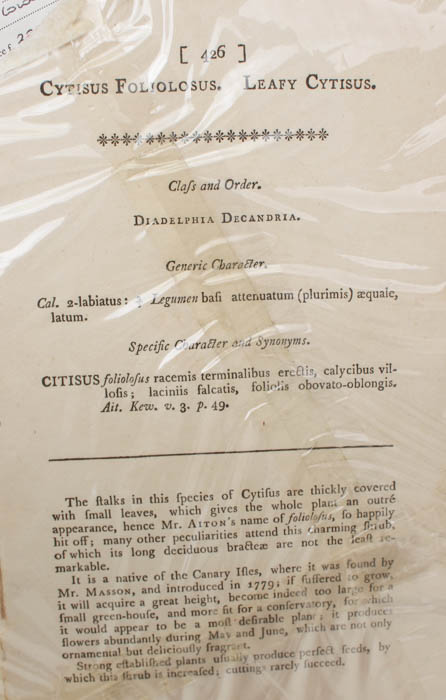 [ 426 ]
CYTISUS FOLIOLOSUS. LEAFY CYTISUS.
********************
Claſs and Order.
DIADELPHIA DECANDRIA.
Generic Character.
Cal. 2-labiatus: Legumen baſi attenuatum (plurimis) æquale,
latum.
Specific Character and Synonyms.
CITISUS folioloſus racemis terminalibus erectis, calycibus vil-
loſis; laciniis falcatis, foliolis obovato-oblongis.
Ait. Kew. v. 3. p. 49.
The ſtalks in this ſpecies of Cytiſus are thickly covered
with ſmall leaves, which gives the whole plant an outré
appearance, hence Mr. AITON's name of folioloſus, ſo happily
hit off; many other peculiarities attend this charming ſhrub,
of which its long deciduous bracteæ are not the leaſt re-
markable.
It is a native of the Canary Iſles, where it was found by
Mr. MASSON, and introduced in 1779; if ſuffered to grow,
it will acquire a great height, become indeed too large for a
ſmall green-houſe, and more fit for a conſervatory, for which
it would appear to be a moſt deſirable plant; it produces
flowers abundantly during May and June, which are not only
ornamental but deliciouſly fragrant.
Strong eſtabliſhed plants uſually produce perfect ſeeds, by
which this ſhrub is increaſed; cuttings rarely ſucceed.